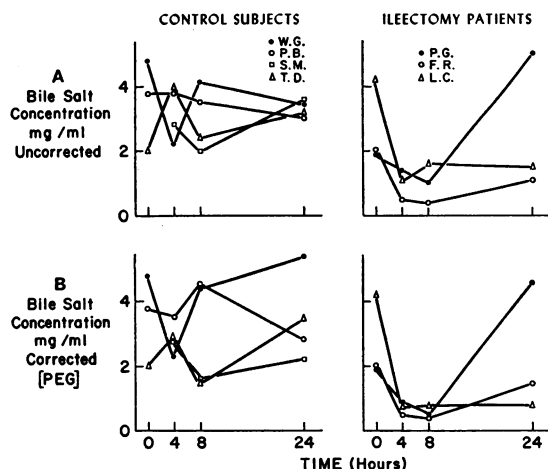 CONTROL SUBJECTS
ILEECTOMY PATIENTS
W.G.
P.B.
S.M.
T.D.
P.G.
F.R.
L.C.
A
Bile Salt
Concentration
mg/ml
Uncorrected
4
2
0
B
Bile Salt
Concentration
mg/ml
Corrected
[PEG]
4
2
0
0 4 8 24
0 4 8 24
TIME (Hours)